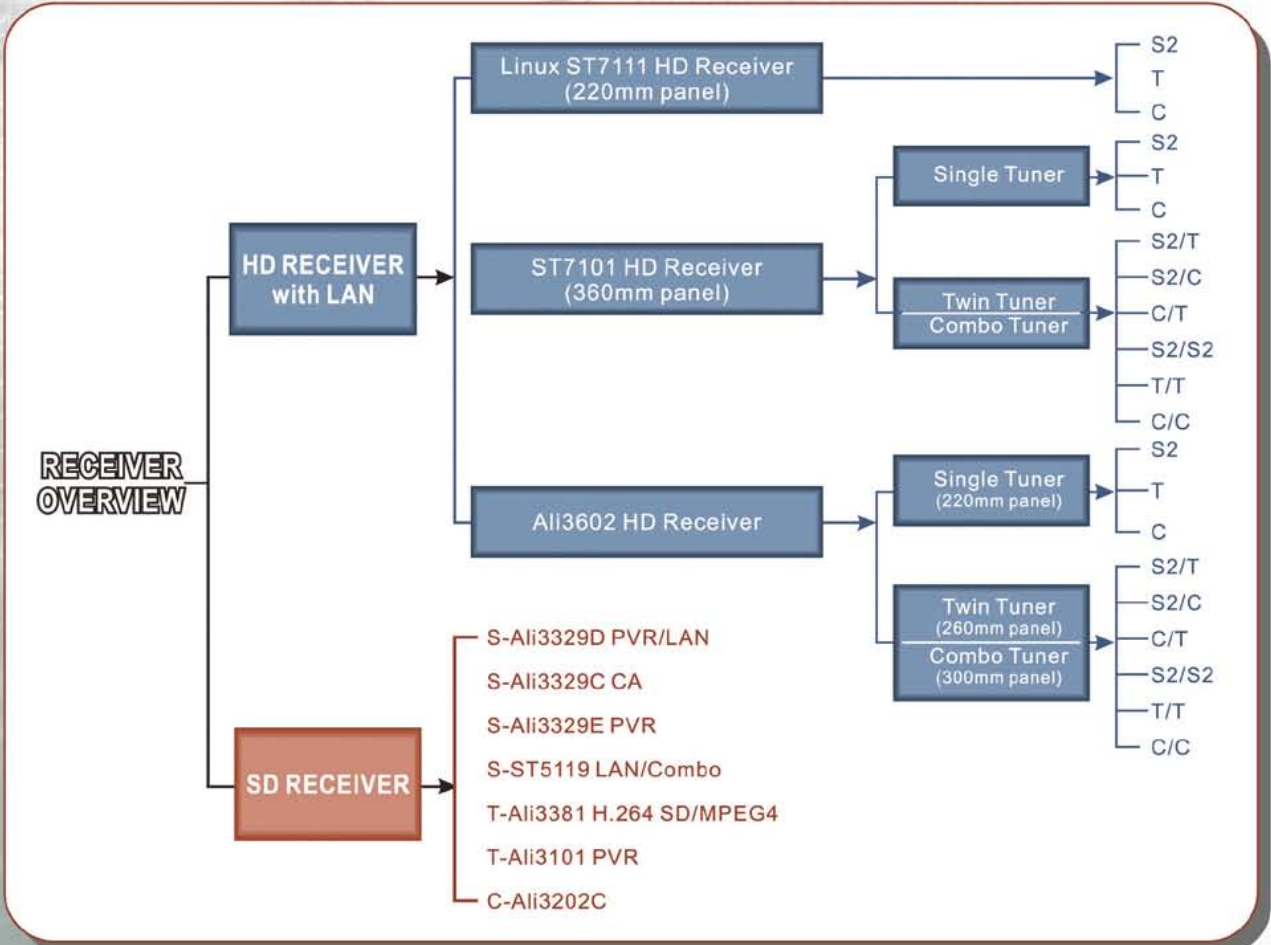 RECEIVER
OVERVIEW
HD RECEIVER
with LAN
Linux ST7111 HD Receiver
(220mm panel)
S2
T
C
ST7101 HD Receiver
(360mm panel)
Single Tuner
S2
T
C
Twin Tuner
Combo Tuner
S2/T
S2/C
C/T
S2/S2
T/T
C/C
Ali3602 HD Receiver
Single Tuner
(220mm panel)
S2
T
C
Twin Tuner
(260mm panel)
Combo Tuner
(300mm panel)
S2/T
S2/C
C/T
S2/S2
T/T
C/C
SD RECEIVER
S-Ali3329D PVR/LAN
S-Ali3329C CA
S-Ali3329E PVR
S-ST5119 LAN/Combo
T-Ali3381 H.264 SD/MPEG4
T-Ali3101 PVR
C-Ali3202C